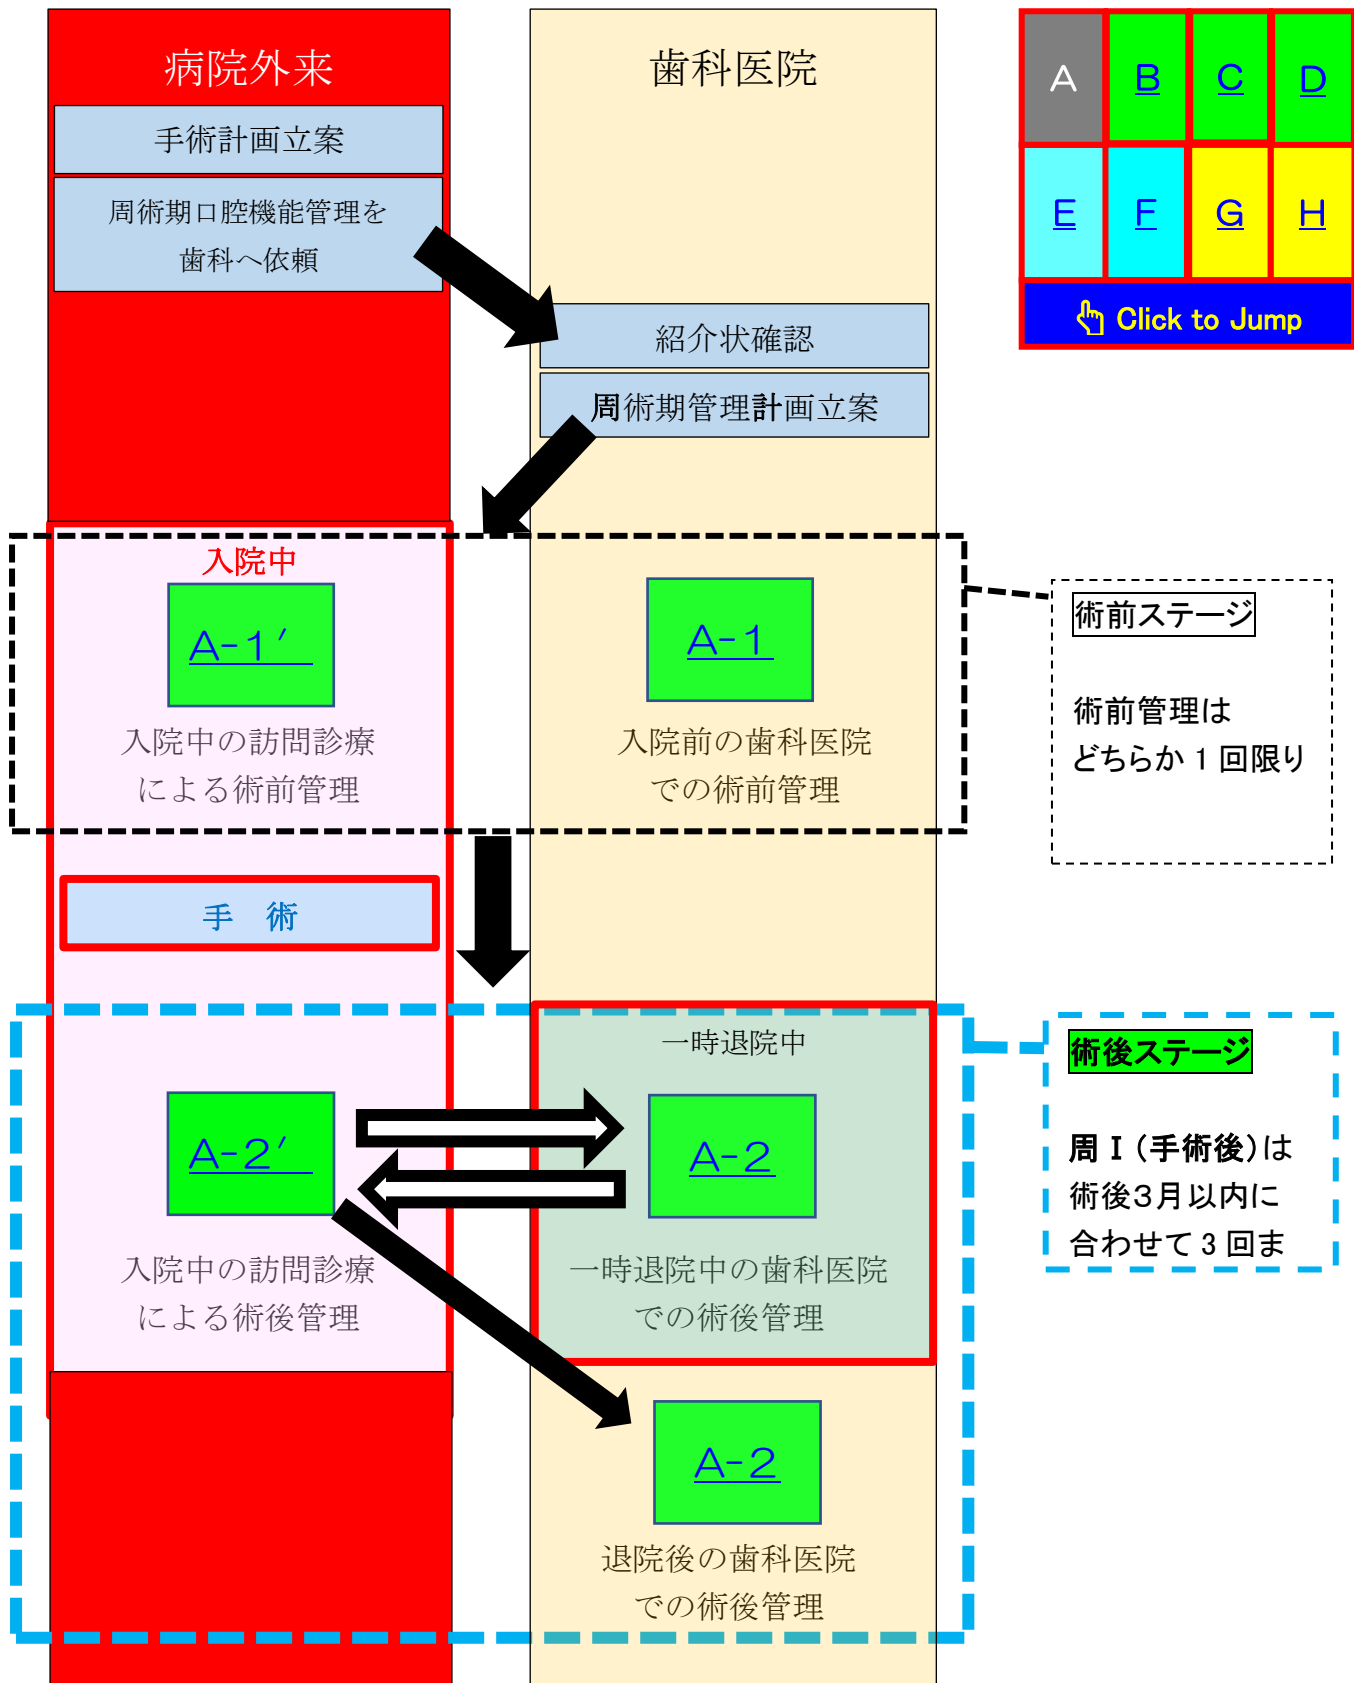 病院外来
手術計画立案
周術期口腔機能管理を
歯科へ依頼
歯科医院
紹介状確認
周術期管理計画立案
A B C D
E F G H
Click to Jump
入院中
A-1′
入院中の訪問診療
による術前管理
A-1
入院前の歯科医院
での術前管理
術前ステージ
術前管理は
どちらか 1 回限り
手 術
A-2′
入院中の訪問診療
による術後管理
一時退院中
A-2
一時退院中の歯科医院
での術後管理
A-2
退院後の歯科医院
での術後管理
術後ステージ
周Ⅰ(手術後)は
術後3月以内に
合わせて 3 回ま